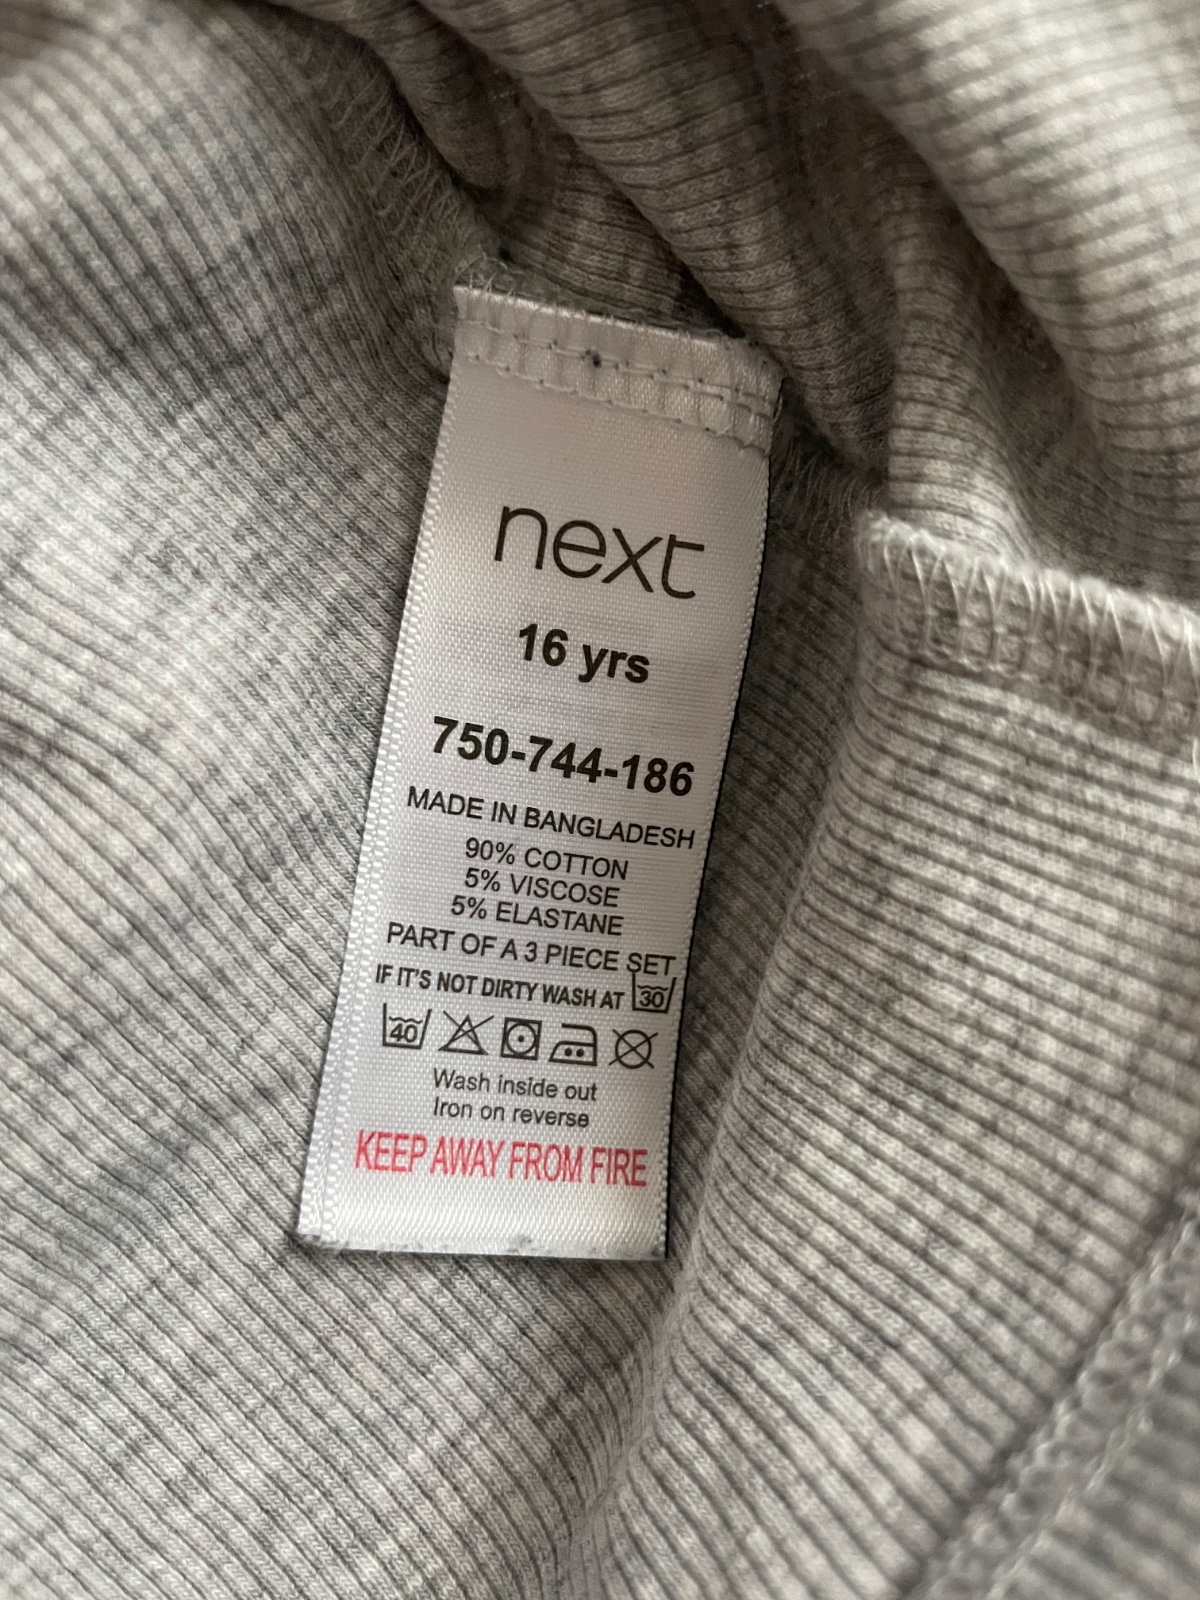 next
16 yrs
750-744-186
MADE IN BANGLADESH
90% COTTON
5% VISCOSE
5% ELASTANE
PART OF A 3 PIECE SET
IF IT'S NOT DIRTY WASH AT 30
40
Wash inside out
Iron on reverse
KEEP AWAY FROM FIRE